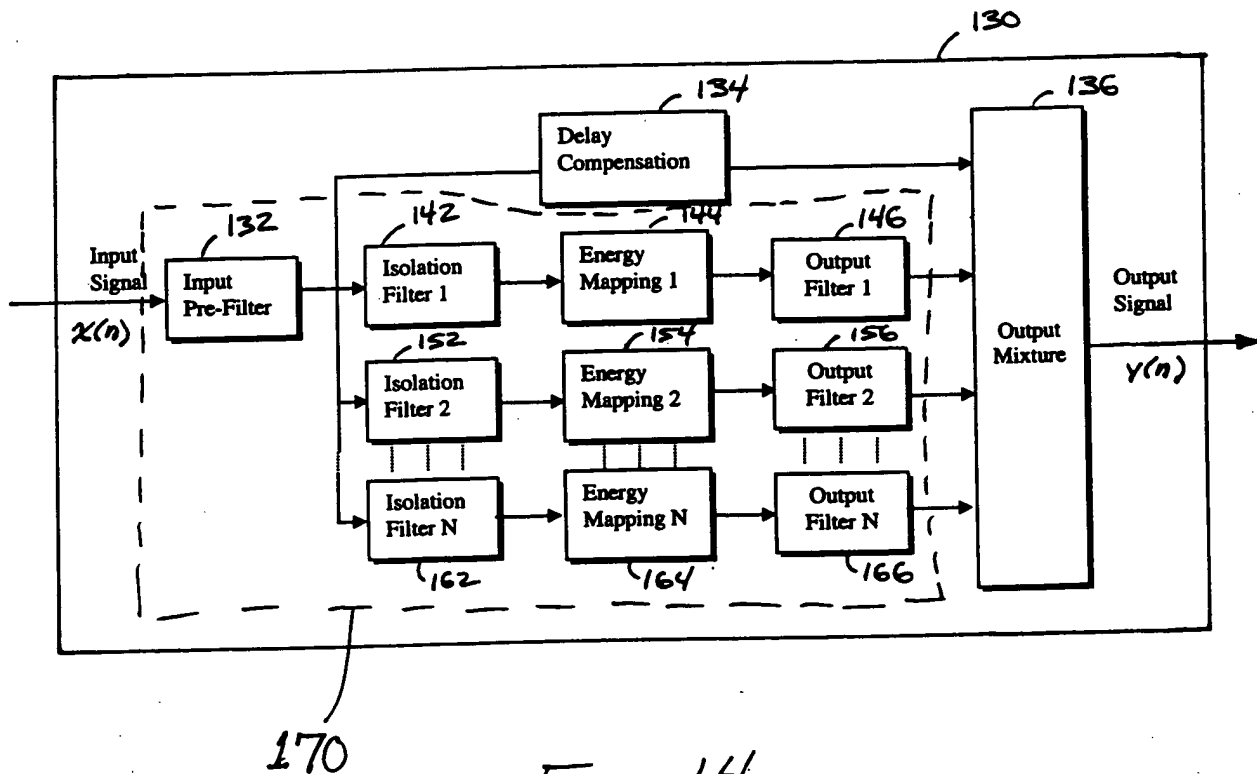 130
134
136
Delay
Compensation
142
144
146
132
Input
Signal
x(n)
Input
Pre-Filter
Isolation
Filter 1
Energy
Mapping 1
Output
Filter 1
Output
Signal
Y(n)
152
154
156
Output
Mixture
Isolation
Filter 2
Energy
Mapping 2
Output
Filter 2
Isolation
Filter N
Energy
Mapping N
Output
Filter N
162
164
166
170